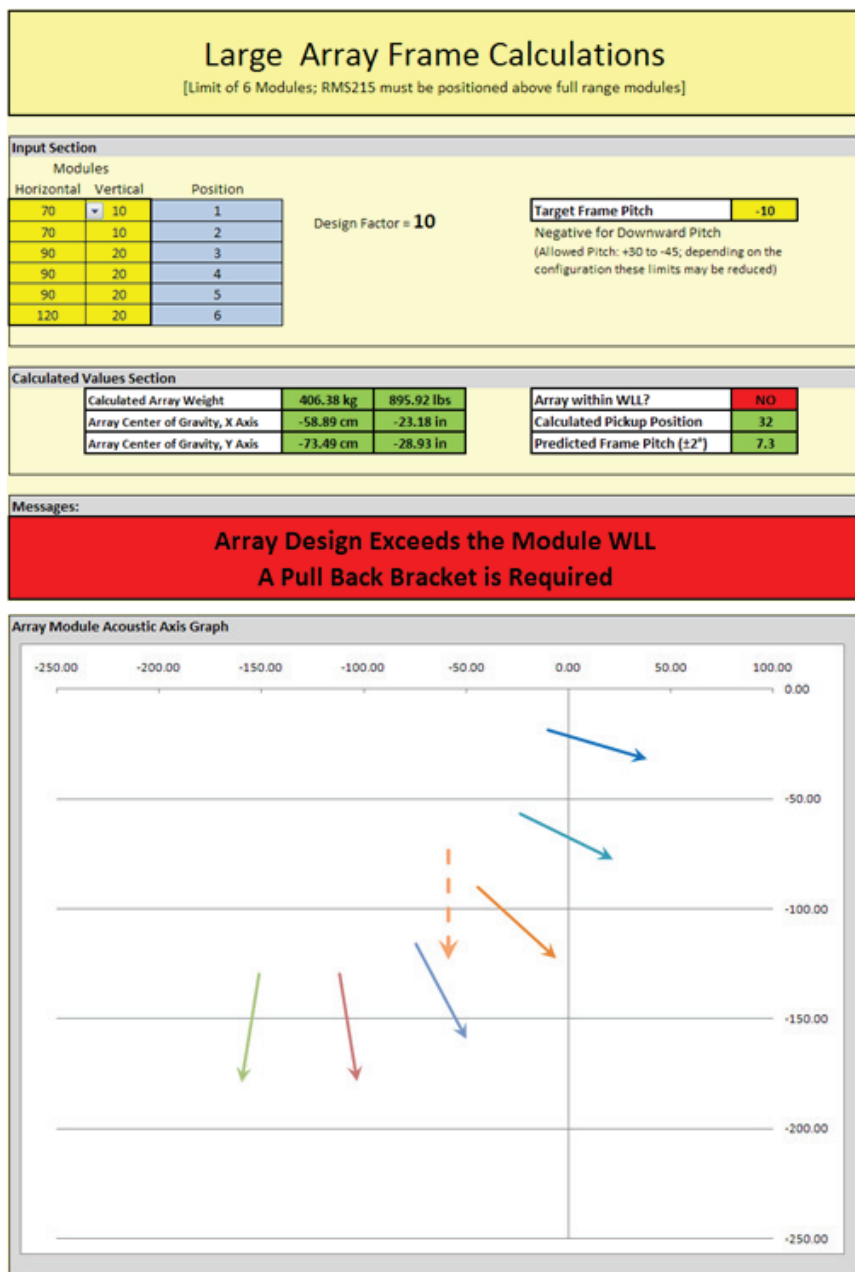 Large Array Frame Calculations
[Limit of 6 Modules; RMS215 must be positioned above full range modules]
Input Section
Modules
Horizontal Vertical Position
70 10 1
70 10 2
90 20 3
90 20 4
90 20 5
120 20 6
Design Factor = 10
Target Frame Pitch -10
Negative for Downward Pitch
(Allowed Pitch: +30 to -45; depending on the
configuration these limits may be reduced)
Calculated Values Section
Calculated Array Weight 406.38 kg 895.92 lbs
Array Center of Gravity, X Axis -58.89 cm -23.18 in
Array Center of Gravity, Y Axis -73.49 cm -28.93 in
Array within WLL? NO
Calculated Pickup Position 32
Predicted Frame Pitch (±2°) 7.3
Messages:
Array Design Exceeds the Module WLL
A Pull Back Bracket is Required
Array Module Acoustic Axis Graph
-250.00 -200.00 -150.00 -100.00 -50.00 0.00 50.00 100.00
0.00
-50.00
-100.00
-150.00
-200.00
-250.00